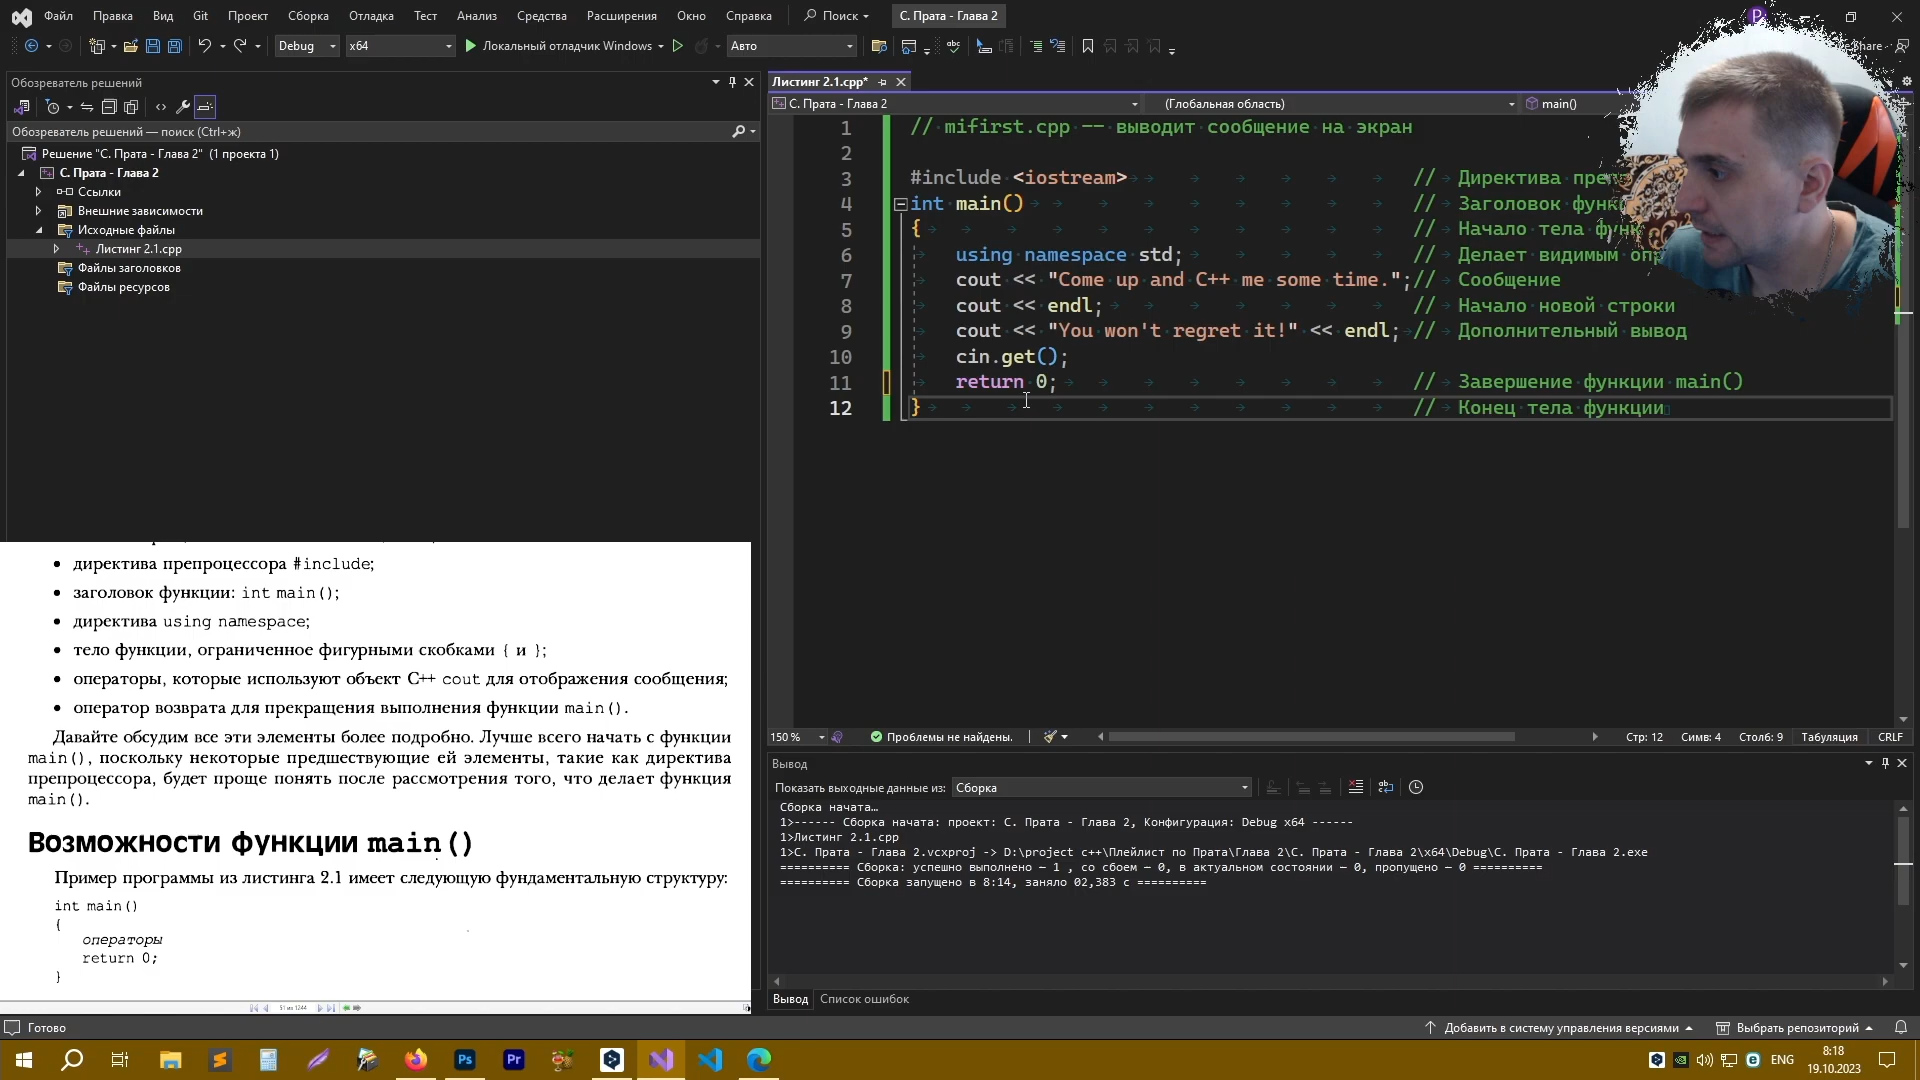 Файл Правка Вид Git Проект Сборка Отладка Тест Анализ Средства Расширения Окно Справка Поиск С. Прата - Глава 2
Debug x64 Локальный отладчик Windows Авто Share
Обозреватель решений
Обозреватель решений — поиск (Ctrl+ж)
Решение "С. Прата - Глава 2" (1 проекта 1)
С. Прата - Глава 2
Ссылки
Внешние зависимости
Исходные файлы
Листинг 2.1.cpp
Файлы заголовков
Файлы ресурсов
Листинг 2.1.cpp*
С. Прата - Глава 2 (Глобальная область) main()
1 // mifirst.cpp -- выводит сообщение на экран
2
3 #include <iostream> // Директива
4 int main() // Заголовок
5 { // Начало тела
6 using namespace std; // Делает видимым
7 cout << "Come up and C++ me some time.";// Сообщение
8 cout << endl; // Начало новой строки
9 cout << "You won't regret it!" << endl; // Дополнительный вывод
10 cin.get();
11 return 0; // Завершение функции main()
12 } // Конец тела функции
150 % Проблемы не найдены. Стр: 12 Симв: 4 Столб: 9 Табуляция CRLF
• директива препроцессора #include;
• заголовок функции: int main();
• директива using namespace;
• тело функции, ограниченное фигурными скобками { и };
• операторы, которые используют объект C++ cout для отображения сообщения;
• оператор возврата для прекращения выполнения функции main().
Давайте обсудим все эти элементы более подробно. Лучше всего начать с функции
main(), поскольку некоторые предшествующие ей элементы, такие как директива
препроцессора, будет проще понять после рассмотрения того, что делает функция
main().
Возможности функции main()
Пример программы из листинга 2.1 имеет следующую фундаментальную структуру:
int main()
{
операторы
return 0;
}
51 из 1244
Вывод
Показать выходные данные из: Сборка
Сборка начата…
1>------ Сборка начата: проект: С. Прата - Глава 2, Конфигурация: Debug x64 ------
1>Листинг 2.1.cpp
1>С. Прата - Глава 2.vcxproj -> D:\project c++\Плейлист по Прата\Глава 2\С. Прата - Глава 2\x64\Debug\С. Прата - Глава 2.exe
========== Сборка: успешно выполнено — 1 , со сбоем — 0, в актуальном состоянии — 0, пропущено — 0 ==========
========== Сборка запущено в 8:14, заняло 02,383 с ==========
Вывод Список ошибок
Готово Добавить в систему управления версиями Выбрать репозиторий
Ps Pr ENG 8:18
19.10.2023